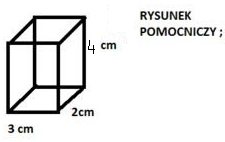 RYSUNEK
POMOCNICZY ;
4 cm
2cm
3 cm